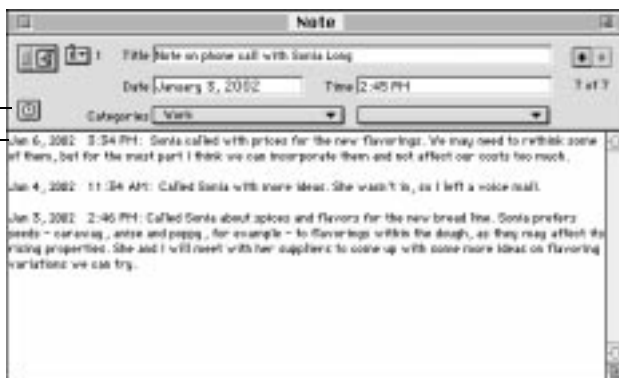 Note
Title Note on phone call with Sonia Long
Date January 3, 2002 Time 2:45 PM
Categories Work
? of ?
Jan 6, 2002 3:34 PM: Sonia called with prices for the new flavorings. We may need to rethink some
of them, but for the most part I think we can incorporate them and not affect our costs too much.
Jan 4, 2002 11:34 AM: Called Sonia with more ideas. She wasn't in, so I left a voice mail.
Jan 3, 2002 2:46 PM: Called Sonia about spices and flavors for the new bread line. Sonia prefers
seeds - caraway, anise and poppy, for example - to flavorings within the dough, as they may affect its
rising properties. She and I will meet with her suppliers to come up with some more ideas on flavoring
variations we can try.